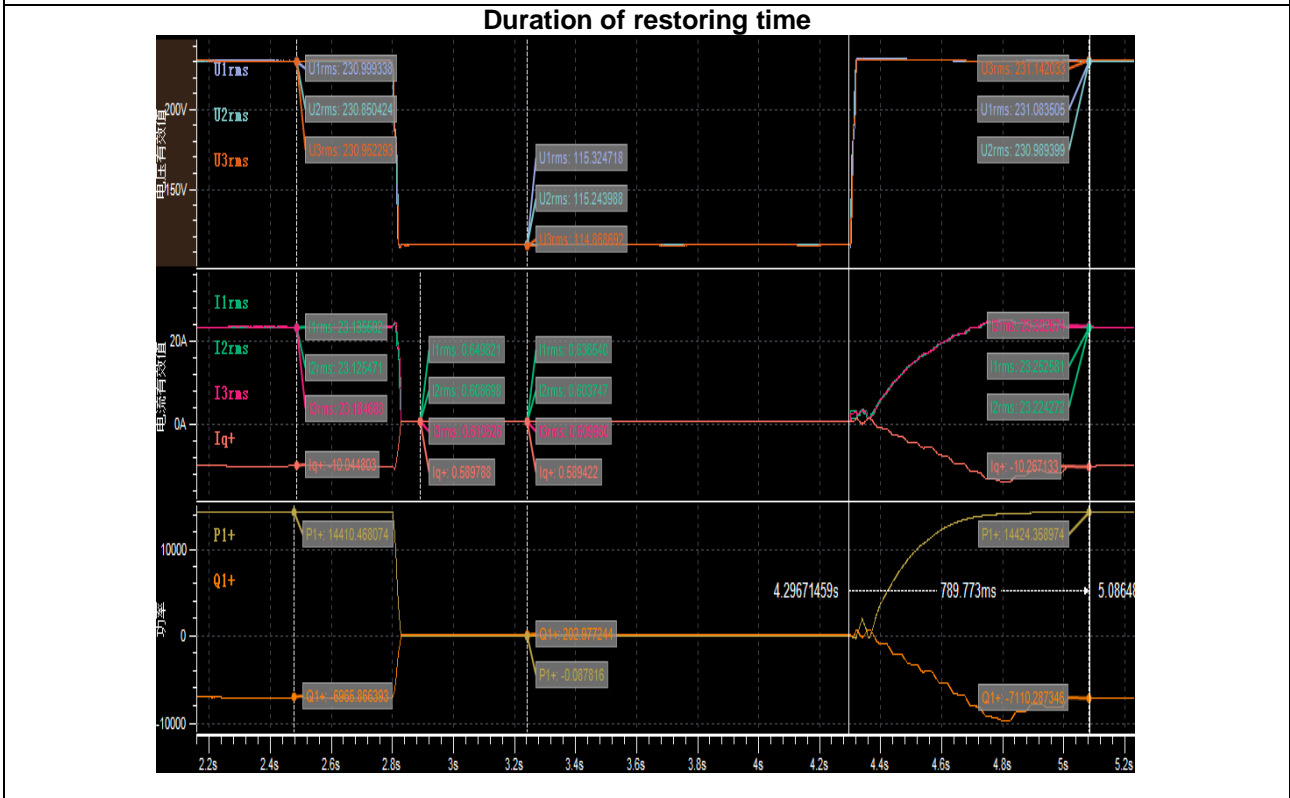 Duration of restoring time
电压有效值
200V
150V
U1rms
U2rms
U3rms
U1rms: 230.999338
U2rms: 230.850424
U3rms: 230.952293
U1rms: 115.324718
U2rms: 115.243988
U3rms: 114.868692
U3rms: 231.142033
U1rms: 231.083505
U2rms: 230.989399
电流有效值
20A
0A
I1rms
I2rms
I3rms
Iq+
I2rms: 23.125471
Iq+: -10.044803
I1rms: 0.649821
I2rms: 0.608698
Iq+: 0.589788
I1rms: 0.636540
I2rms: 0.603747
Iq+: 0.589422
I1rms: 23.252581
I2rms: 23.224272
Iq+: -10.267133
功率
10000
0
-10000
P1+
Q1+
P1+: 14410.468074
Q1+: -6965.866393
Q1+: -202.977244
P1+: -0.087816
P1+: 14424.358974
Q1+: -7110.287346
4.29671459s
789.773ms
5.08648
2.2s
2.4s
2.6s
2.8s
3s
3.2s
3.4s
3.6s
3.8s
4s
4.2s
4.4s
4.6s
4.8s
5s
5.2s